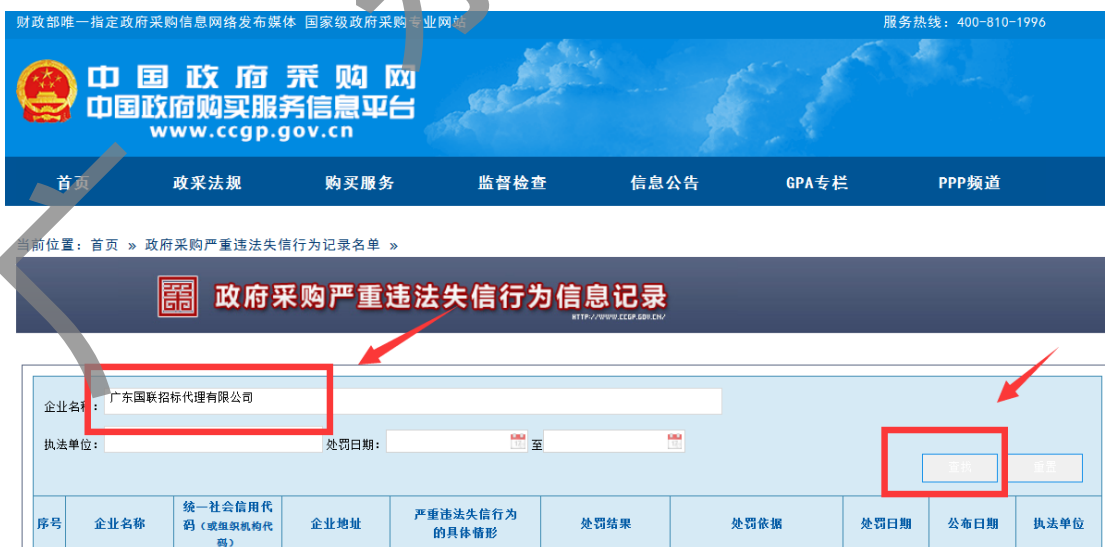 财政部唯一指定政府采购信息网络发布媒体 国家级政府采购专业网站 服务热线：400-810-1996
中国政府采购网
中国政府购买服务信息平台
www.ccgp.gov.cn
首页 政采法规 购买服务 监督检查 信息公告 GPA专栏 PPP频道
当前位置：首页 » 政府采购严重违法失信行为记录名单 »
政府采购严重违法失信行为信息记录
HTTP://WWW.CCGP.GOV.CN/
企业名称： 广东国联招标代理有限公司
执法单位： 处罚日期： 至
查找 重置
序号 企业名称 统一社会信用代码（或组织机构代码） 企业地址 严重违法失信行为的具体情形 处罚结果 处罚依据 处罚日期 公布日期 执法单位